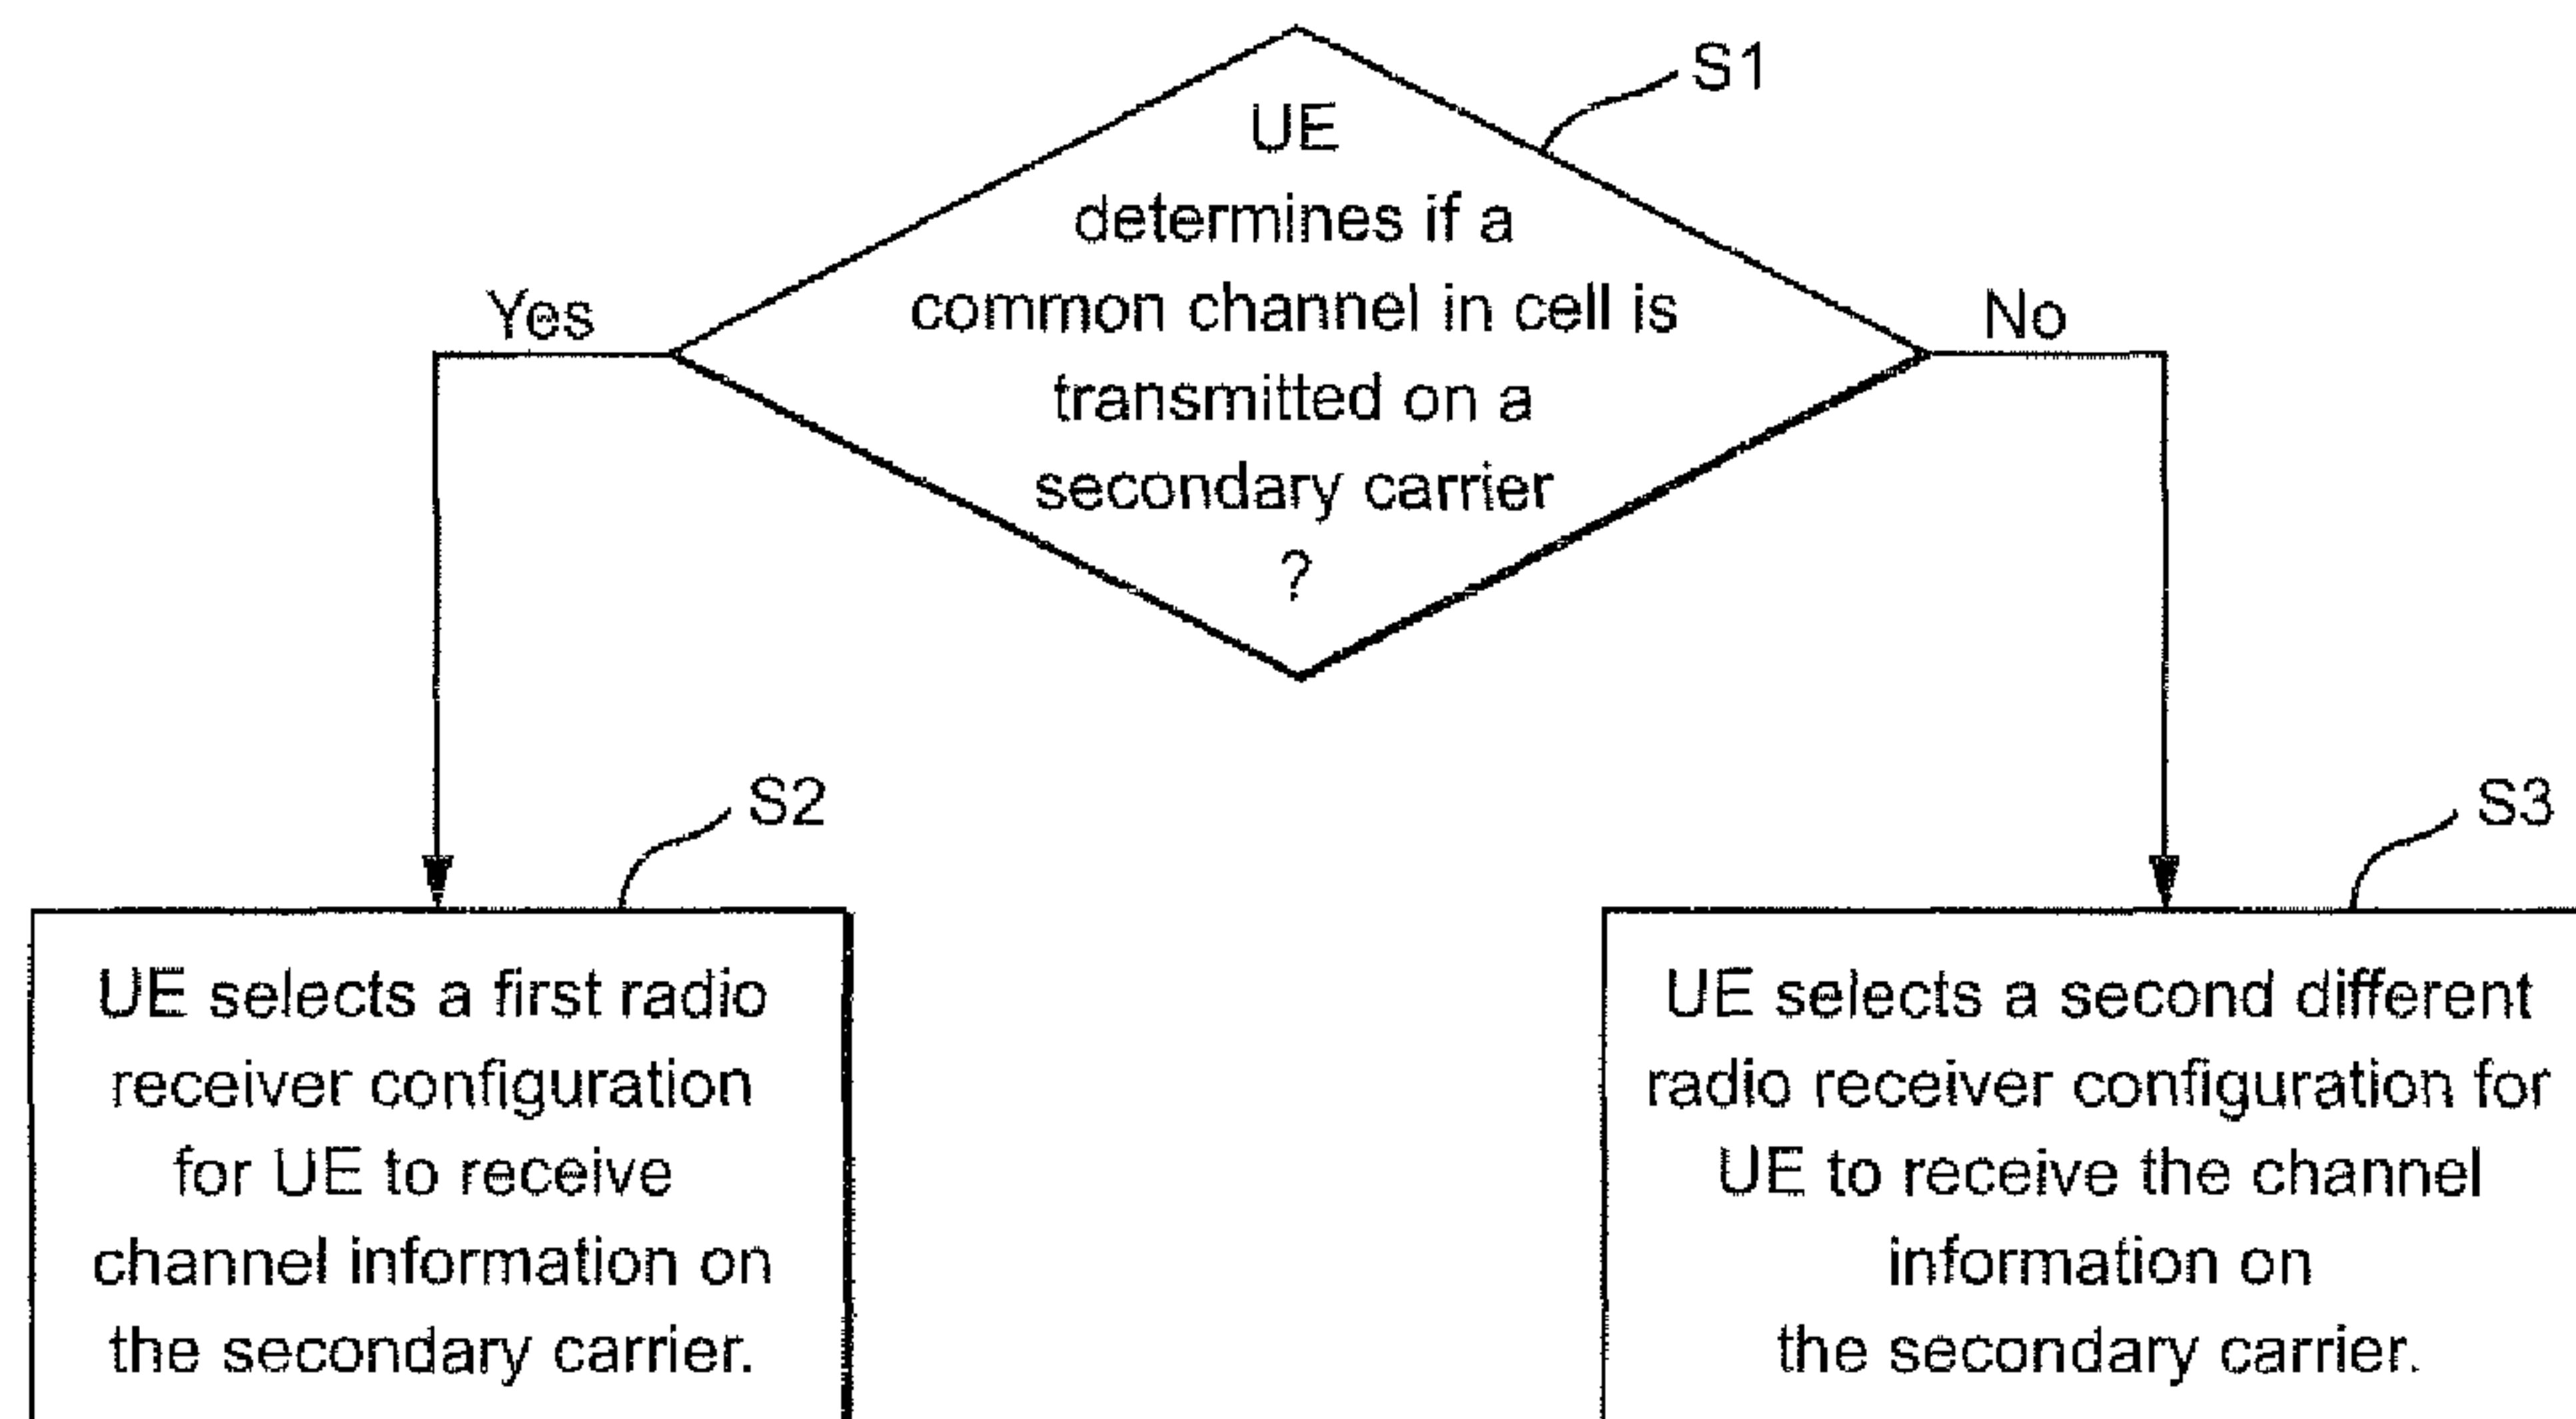 S1
UE
determines if a
common channel in cell is
transmitted on a
secondary carrier
?
Yes
No
S2
S3
UE selects a first radio
receiver configuration
for UE to receive
channel information on
the secondary carrier.
UE selects a second different
radio receiver configuration for
UE to receive the channel
information on
the secondary carrier.